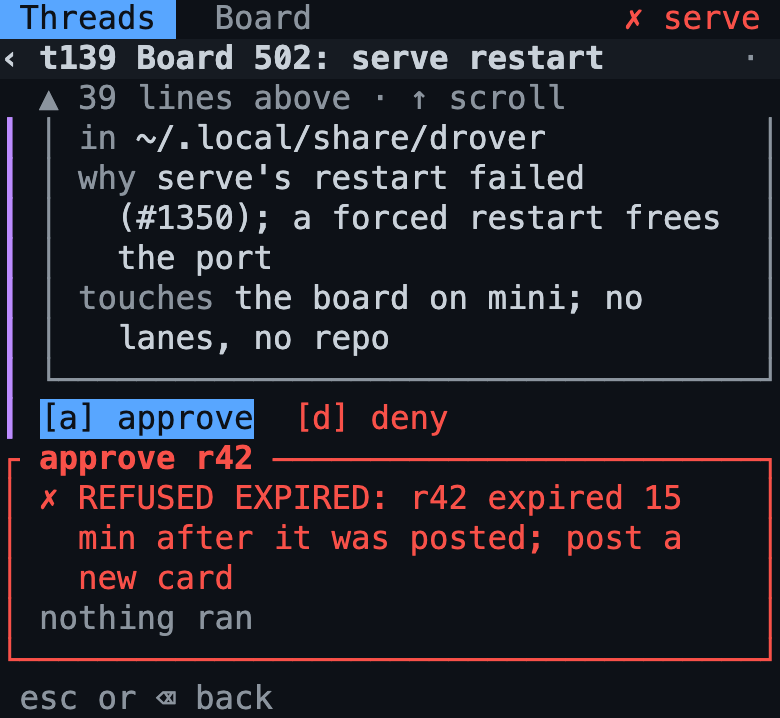 Threads Board ✗ serve
‹ t139 Board 502: serve restart ·
▲ 39 lines above · ↑ scroll
in ~/.local/share/drover
why serve's restart failed
(#1350); a forced restart frees
the port
touches the board on mini; no
lanes, no repo
[a] approve [d] deny
approve r42
✗ REFUSED EXPIRED: r42 expired 15
min after it was posted; post a
new card
nothing ran
esc or ⌫ back